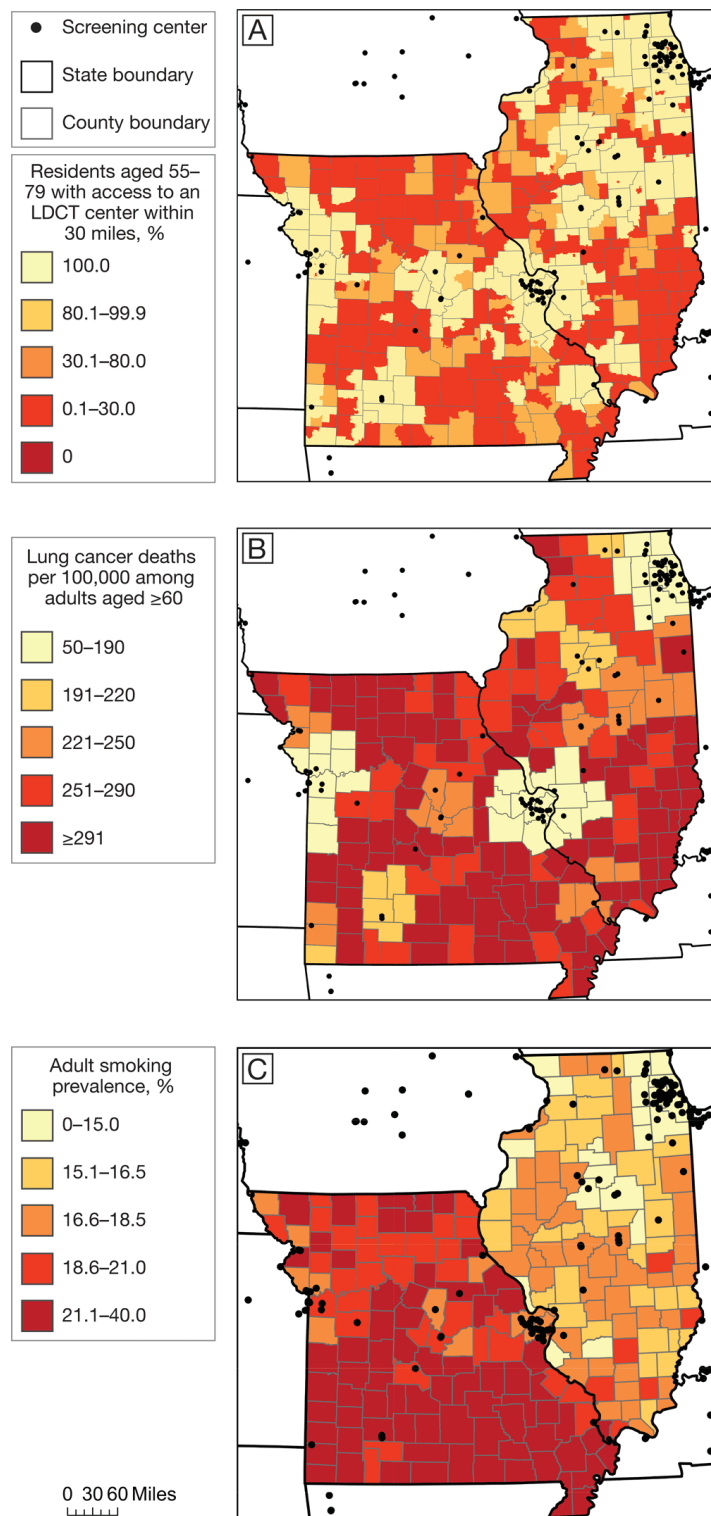 Screening center
State boundary
County boundary
Residents aged 55–
79 with access to an
LDCT center within
30 miles, %
100.0
80.1–99.9
30.1–80.0
0.1–30.0
0
A
Lung cancer deaths
per 100,000 among
adults aged ≥60
50–190
191–220
221–250
251–290
≥291
B
Adult smoking
prevalence, %
0–15.0
15.1–16.5
16.6–18.5
18.6–21.0
21.1–40.0
C
0 30 60 Miles